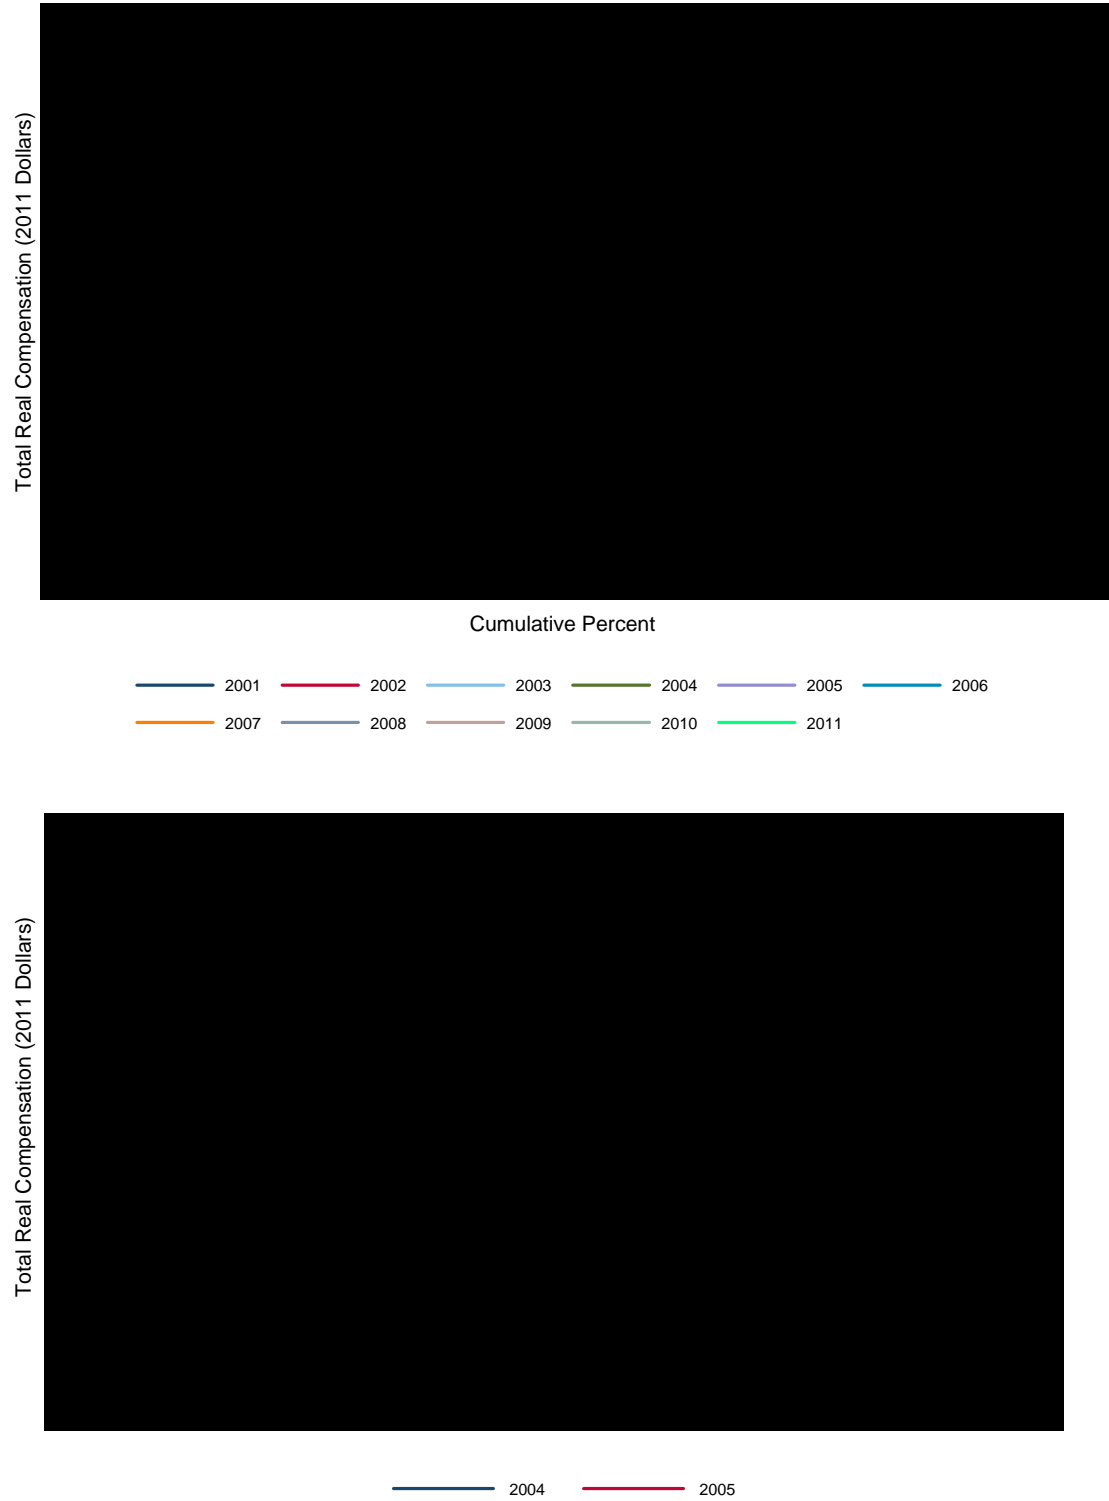 Total Real Compensation (2011 Dollars)
Cumulative Percent
2001 2002 2003 2004 2005 2006
2007 2008 2009 2010 2011
Total Real Compensation (2011 Dollars)
2004 2005